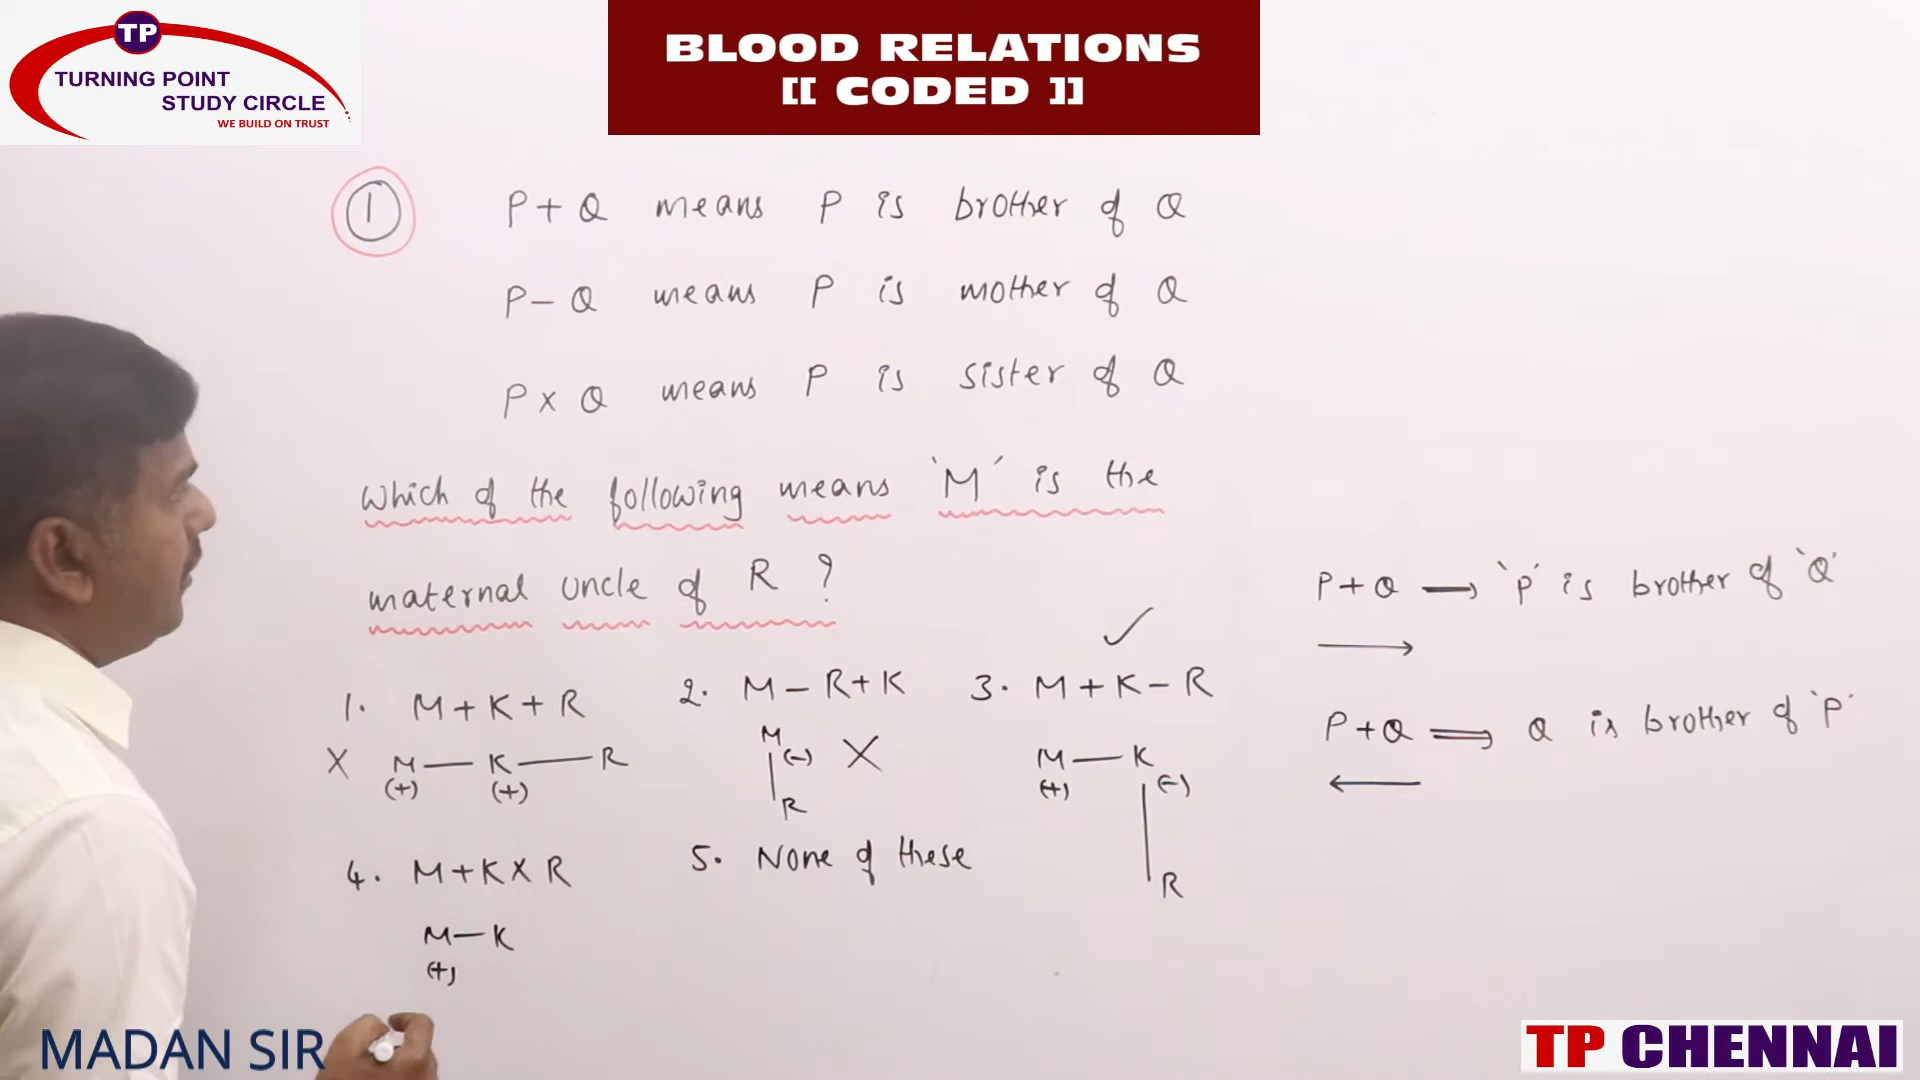 TP
TURNING POINT
STUDY CIRCLE
WE BUILD ON TRUST
BLOOD RELATIONS
[[ CODED ]]
1 P + Q means P is brother of Q
P - Q means P is mother of Q
P x Q means P is sister of Q
Which of the following means 'M' is the
maternal uncle of R ?
1. M + K + R
X M — K — R
(+) (+)
2. M - R + K
M
(-) X
R
3. M + K - R ✓
M — K
(+) (-)
R
4. M + K X R
M — K
(+)
5. None of these
P + Q → 'P' is brother of 'Q'
→
P + Q ⇒ Q is brother of 'P'
←
MADAN SIR
TP CHENNAI